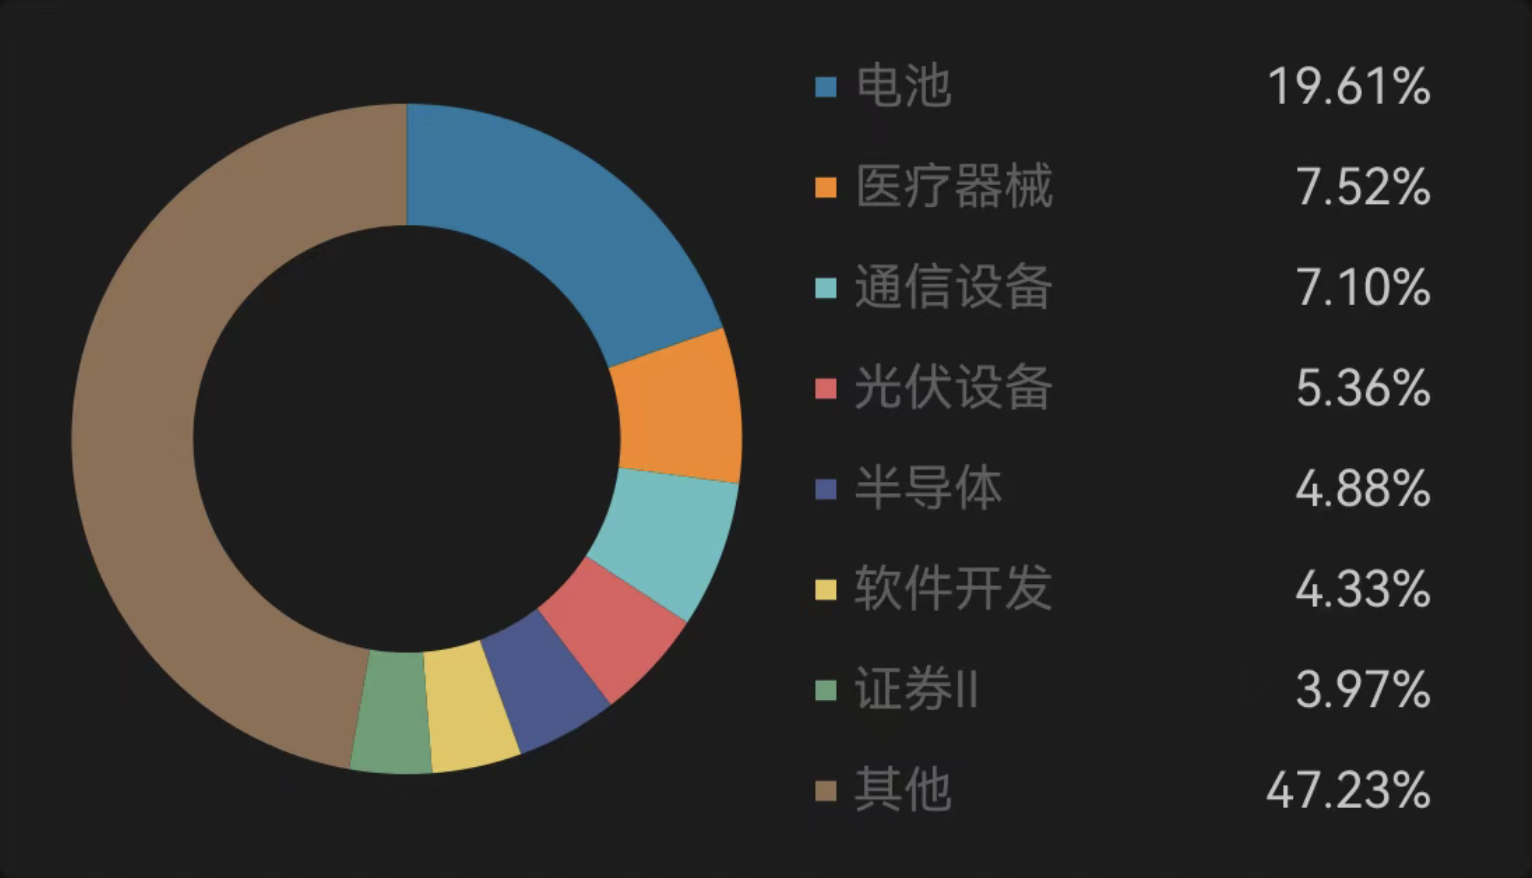 电池 19.61%
医疗器械 7.52%
通信设备 7.10%
光伏设备 5.36%
半导体 4.88%
软件开发 4.33%
证券II 3.97%
其他 47.23%